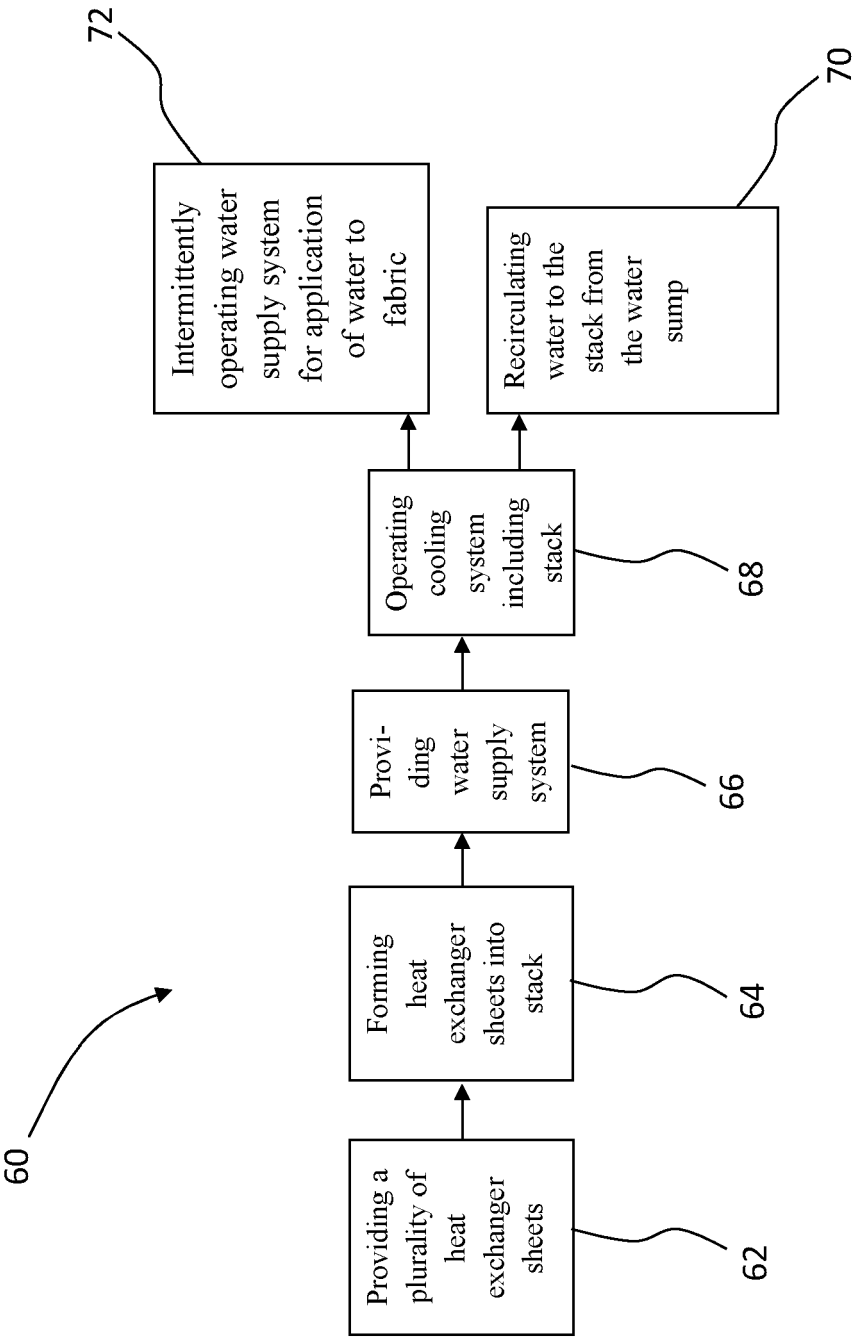 60
Providing a
plurality of
heat
exchanger
sheets
62
Forming
heat
exchanger
sheets into
stack
64
Provi-
ding
water
supply
system
66
Operating
cooling
system
including
stack
68
Intermittently
operating water
supply system
for application
of water to
fabric
72
Recirculating
water to the
stack from
the water
sump
70